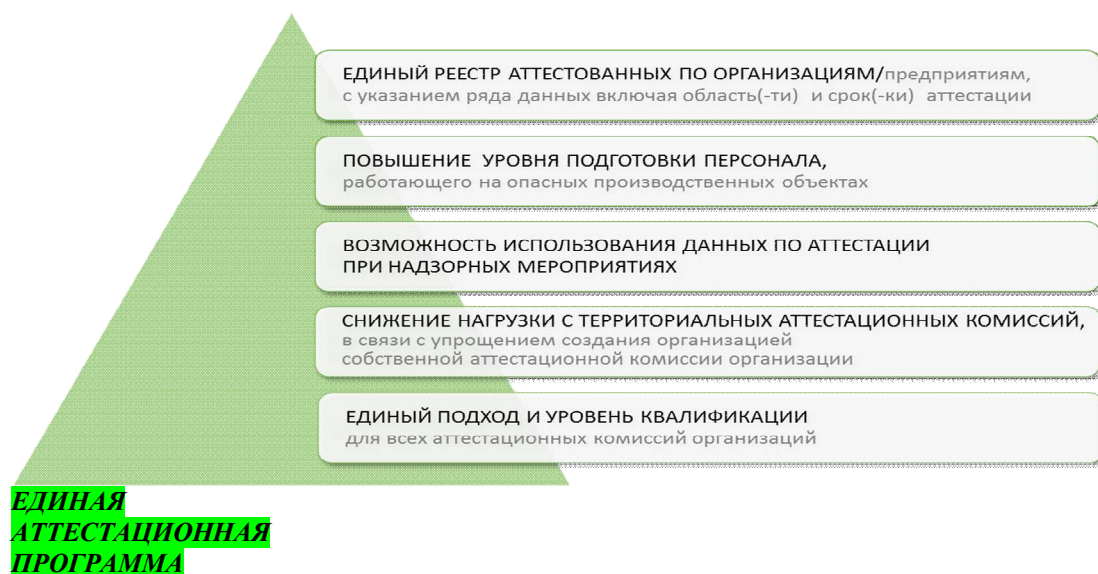 ЕДИНЫЙ РЕЕСТР АТТЕСТОВАННЫХ ПО ОРГАНИЗАЦИЯМ/предприятиям,
с указанием ряда данных включая область(-ти) и срок(-ки) аттестации
ПОВЫШЕНИЕ УРОВНЯ ПОДГОТОВКИ ПЕРСОНАЛА,
работающего на опасных производственных объектах
ВОЗМОЖНОСТЬ ИСПОЛЬЗОВАНИЯ ДАННЫХ ПО АТТЕСТАЦИИ
ПРИ НАДЗОРНЫХ МЕРОПРИЯТИЯХ
СНИЖЕНИЕ НАГРУЗКИ С ТЕРРИТОРИАЛЬНЫХ АТТЕСТАЦИОННЫХ КОМИССИЙ,
в связи с упрощением создания организацией
собственной аттестационной комиссии организации
ЕДИНЫЙ ПОДХОД И УРОВЕНЬ КВАЛИФИКАЦИИ
для всех аттестационных комиссий организаций
ЕДИНАЯ
АТТЕСТАЦИОННАЯ
ПРОГРАММА